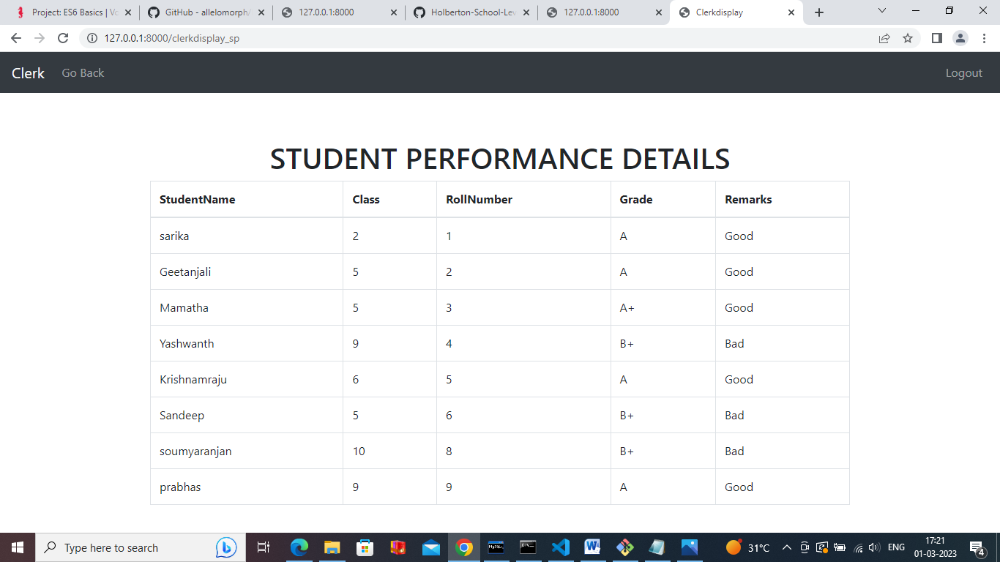 Project: ES6 Basics | Vo
GitHub - allelomorph/
127.0.0.1:8000
Holberton-School-Lev
127.0.0.1:8000
Clerkdisplay
127.0.0.1:8000/clerkdisplay_sp
Clerk Go Back Logout
STUDENT PERFORMANCE DETAILS
StudentName Class RollNumber Grade Remarks
sarika 2 1 A Good
Geetanjali 5 2 A Good
Mamatha 5 3 A+ Good
Yashwanth 9 4 B+ Bad
Krishnamraju 6 5 A Good
Sandeep 5 6 B+ Bad
soumyaranjan 10 8 B+ Bad
prabhas 9 9 A Good
Type here to search
31°C
ENG
17:21
01-03-2023
4